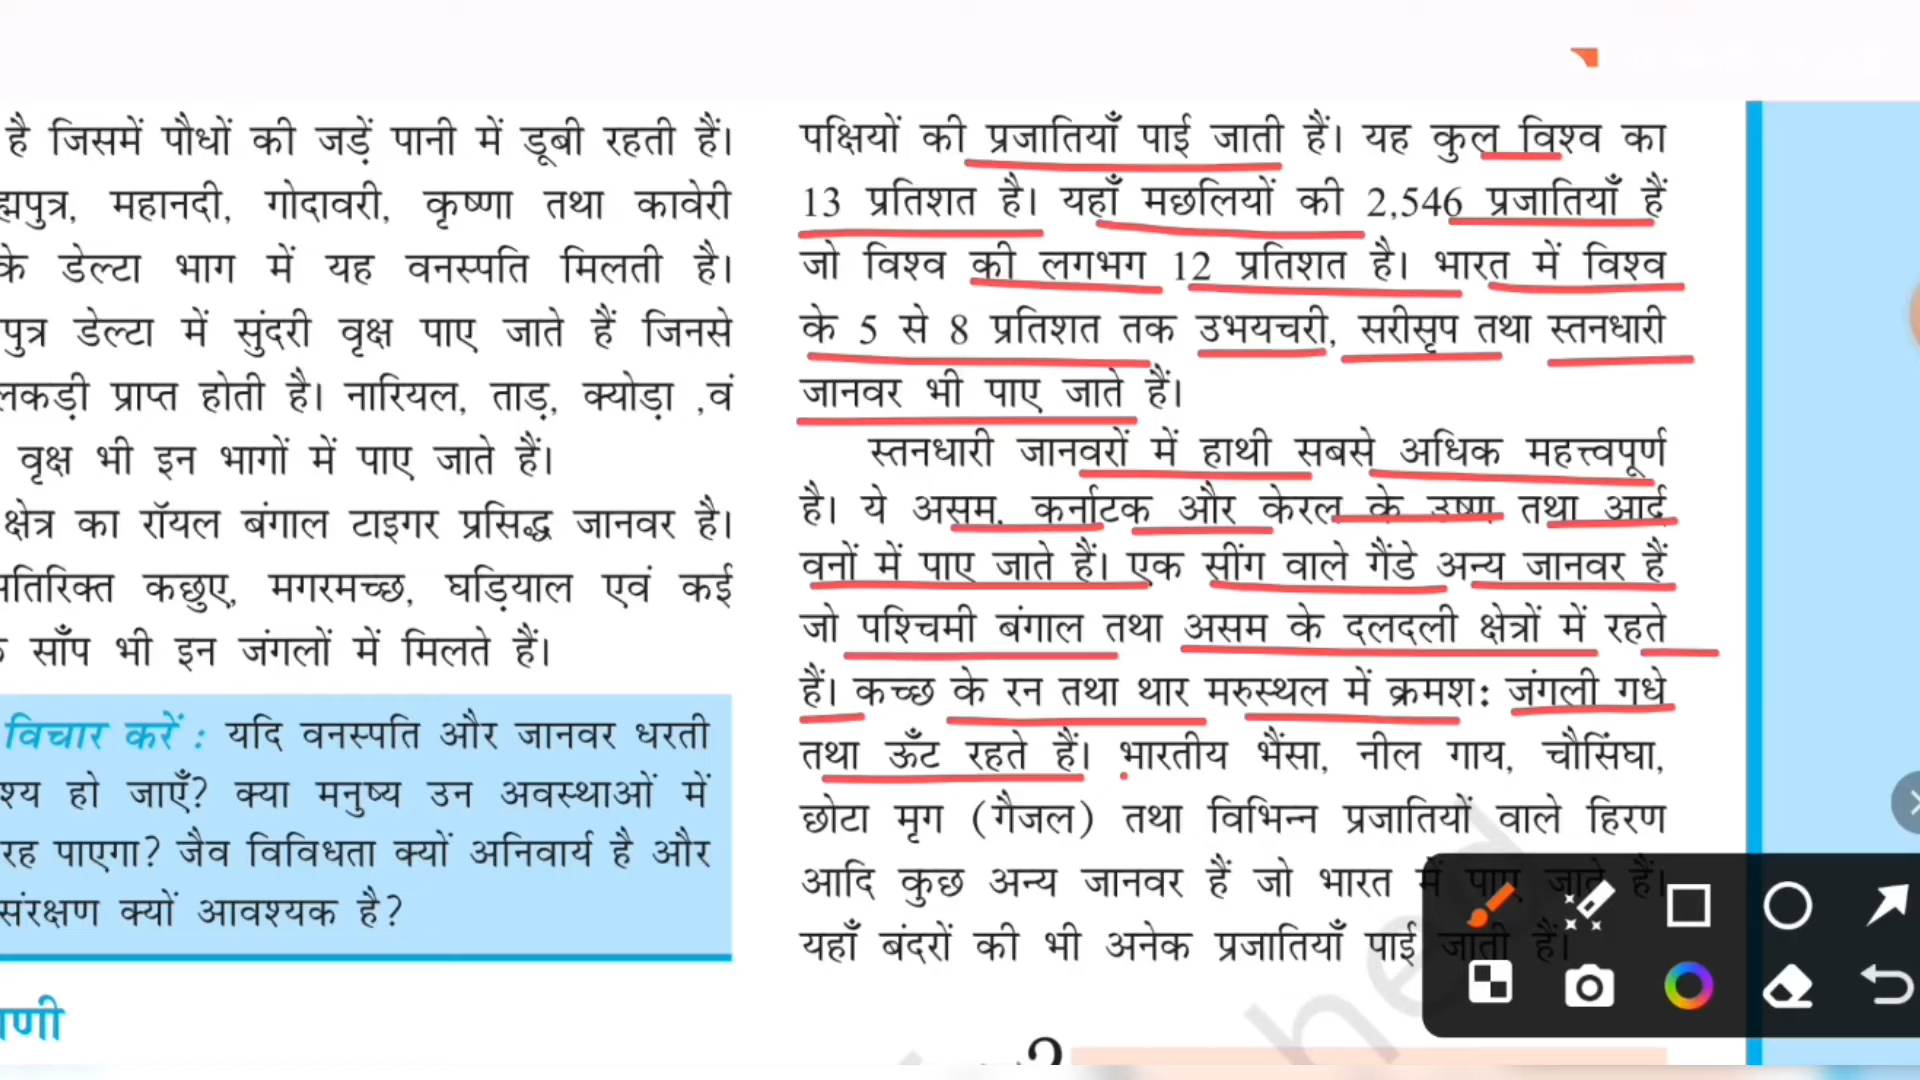 है जिसमें पौधों की जड़ें पानी में डूबी रहती हैं।
महानदी, गोदावरी, कृष्णा तथा कावेरी
के डेल्टा भाग में यह वनस्पति मिलती है।
डेल्टा में सुंदरी वृक्ष पाए जाते हैं जिनसे
प्राप्त होती है। नारियल, ताड़, क्योड़ा ,वं
वृक्ष भी इन भागों में पाए जाते हैं।
क्षेत्र का रॉयल बंगाल टाइगर प्रसिद्ध जानवर है।
कछुए, मगरमच्छ, घड़ियाल एवं कई
साँप भी इन जंगलों में मिलते हैं।
विचार करें : यदि वनस्पति और जानवर धरती
हो जाएँ? क्या मनुष्य उन अवस्थाओं में
रह पाएगा? जैव विविधता क्यों अनिवार्य है और
संरक्षण क्यों आवश्यक है?
पक्षियों की प्रजातियाँ पाई जाती हैं। यह कुल विश्व का
13 प्रतिशत है। यहाँ मछलियों की 2,546 प्रजातियाँ हैं
जो विश्व की लगभग 12 प्रतिशत है। भारत में विश्व
के 5 से 8 प्रतिशत तक उभयचरी, सरीसृप तथा स्तनधारी
जानवर भी पाए जाते हैं।
स्तनधारी जानवरों में हाथी सबसे अधिक महत्त्वपूर्ण
है। ये असम, कर्नाटक और केरल के उष्ण तथा आर्द्र
वनों में पाए जाते हैं। एक सींग वाले गैंडे अन्य जानवर हैं
जो पश्चिमी बंगाल तथा असम के दलदली क्षेत्रों में रहते
हैं। कच्छ के रन तथा थार मरुस्थल में क्रमश: जंगली गधे
तथा ऊँट रहते हैं। भारतीय भैंसा, नील गाय, चौसिंघा,
छोटा मृग (गैजल) तथा विभिन्न प्रजातियों वाले हिरण
आदि कुछ अन्य जानवर हैं जो भारत में पाए जाते हैं।
यहाँ बंदरों की भी अनेक प्रजातियाँ पाई जाती हैं।